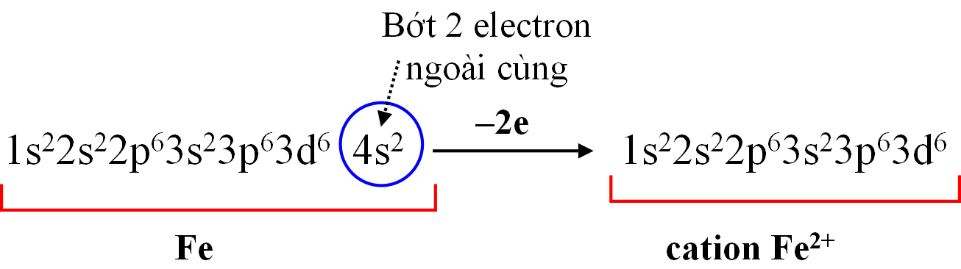 Bớt 2 electron
ngoài cùng
1s²2s²2p⁶3s²3p⁶3d⁶ 4s² –2e 1s²2s²2p⁶3s²3p⁶3d⁶
Fe cation Fe²⁺